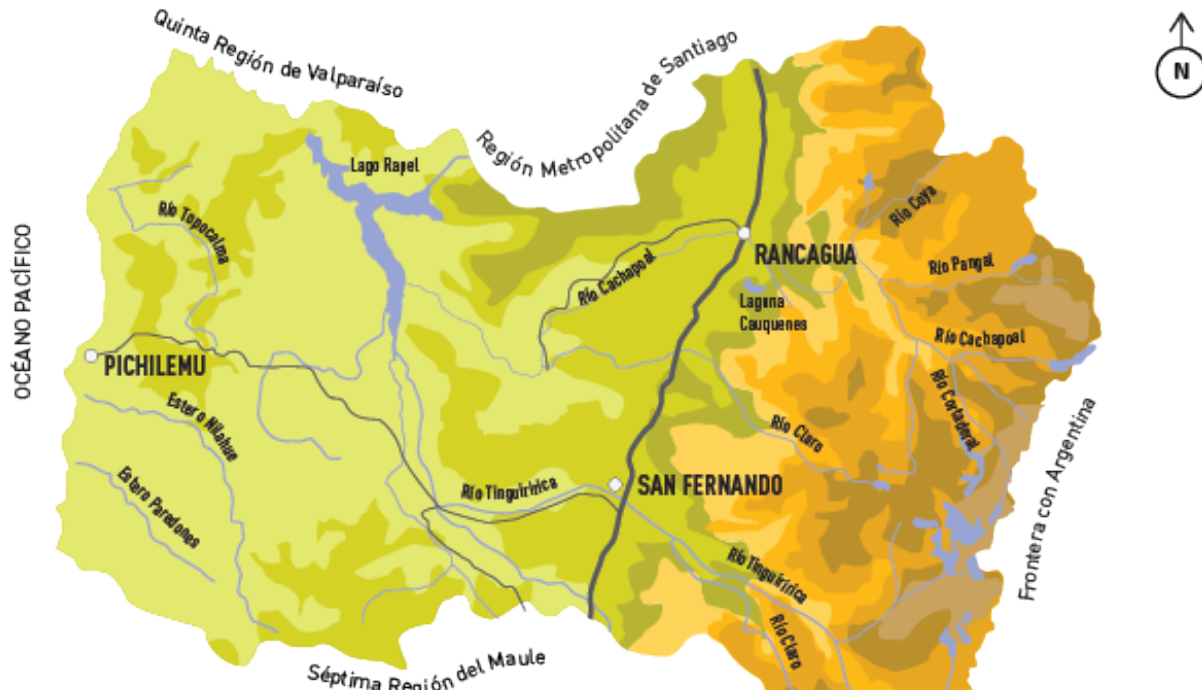 Quinta Región de Valparaíso
Región Metropolitana de Santiago
N
Lago Rapel
Río Topocalma
Río Coya
OCÉANO PACÍFICO
RANCAGUA
Río Pangal
Río Cachapoal
Laguna
Cauquenes
Río Cachapoal
PICHILEMU
Río Cortaderal
Estero Nilahue
Río Claro
Frontera con Argentina
Estero Paredones
Río Tinguiririca
SAN FERNANDO
Río Tinguiririca
Río Claro
Séptima Región del Maule